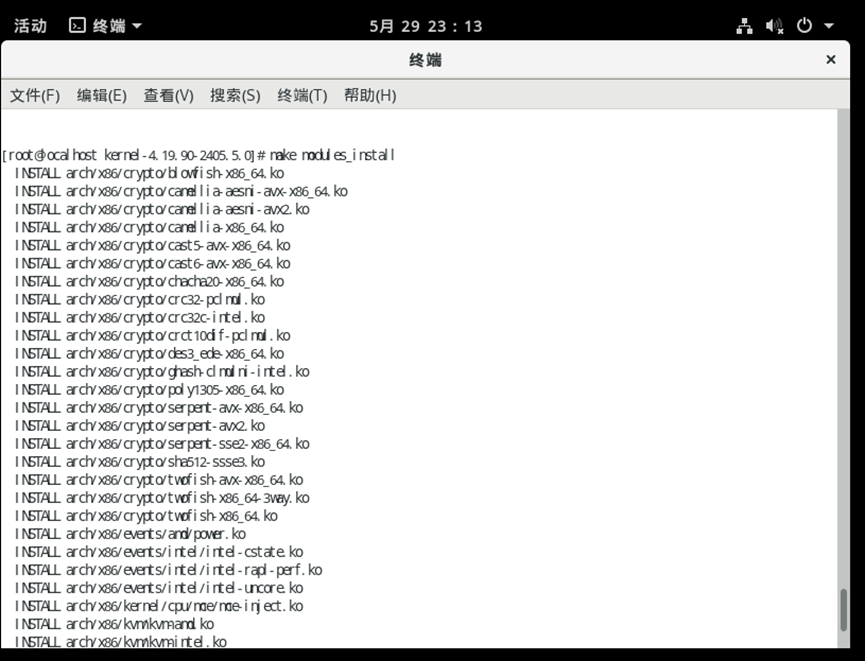 活动 终端 5月 29 23：13
终端 ×
文件(F) 编辑(E) 查看(V) 搜索(S) 终端(T) 帮助(H)
[root@localhost kernel-4.19.90-2405.5.0]# make modules_install
INSTALL arch/x86/crypto/blowfish-x86_64.ko
INSTALL arch/x86/crypto/camellia-aesni-avx-x86_64.ko
INSTALL arch/x86/crypto/camellia-aesni-avx2.ko
INSTALL arch/x86/crypto/camellia-x86_64.ko
INSTALL arch/x86/crypto/cast5-avx-x86_64.ko
INSTALL arch/x86/crypto/cast6-avx-x86_64.ko
INSTALL arch/x86/crypto/chacha20-x86_64.ko
INSTALL arch/x86/crypto/crc32-pclmul.ko
INSTALL arch/x86/crypto/crc32c-intel.ko
INSTALL arch/x86/crypto/crct10dif-pclmul.ko
INSTALL arch/x86/crypto/des3_ede-x86_64.ko
INSTALL arch/x86/crypto/ghash-clmulni-intel.ko
INSTALL arch/x86/crypto/poly1305-x86_64.ko
INSTALL arch/x86/crypto/serpent-avx-x86_64.ko
INSTALL arch/x86/crypto/serpent-avx2.ko
INSTALL arch/x86/crypto/serpent-sse2-x86_64.ko
INSTALL arch/x86/crypto/sha512-ssse3.ko
INSTALL arch/x86/crypto/twofish-avx-x86_64.ko
INSTALL arch/x86/crypto/twofish-x86_64-3way.ko
INSTALL arch/x86/crypto/twofish-x86_64.ko
INSTALL arch/x86/events/amd/power.ko
INSTALL arch/x86/events/intel/intel-cstate.ko
INSTALL arch/x86/events/intel/intel-rapl-perf.ko
INSTALL arch/x86/events/intel/intel-uncore.ko
INSTALL arch/x86/kernel/cpu/mce/mce-inject.ko
INSTALL arch/x86/kvm/kvm-amd.ko
INSTALL arch/x86/kvm/kvm-intel.ko